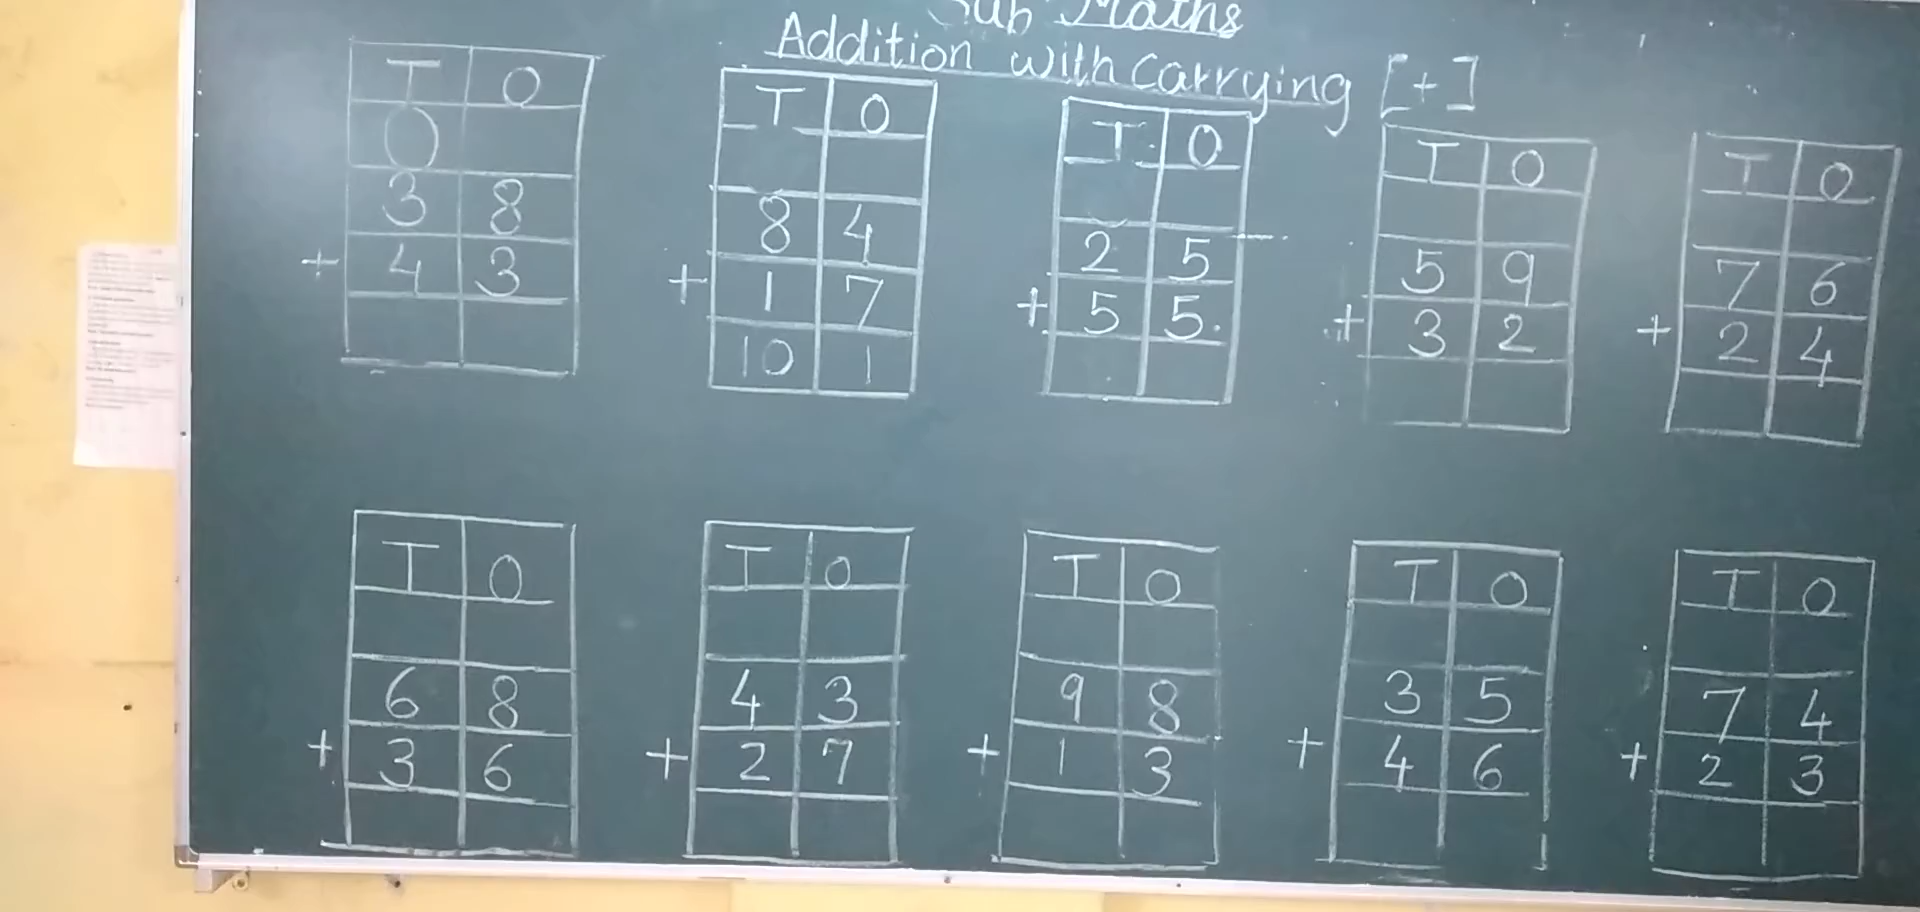 Sub Maths
Addition with Carrying [+]
T O
O
3 8
+ 4 3
T O
8 4
+ 1 7
10 1
T O
2 5
+ 5 5
T O
5 9
+ 3 2
T O
7 6
+ 2 4
T O
6 8
+ 3 6
T O
4 3
+ 2 7
T O
9 8
+ 1 3
T O
3 5
+ 4 6
T O
7 4
+ 2 3